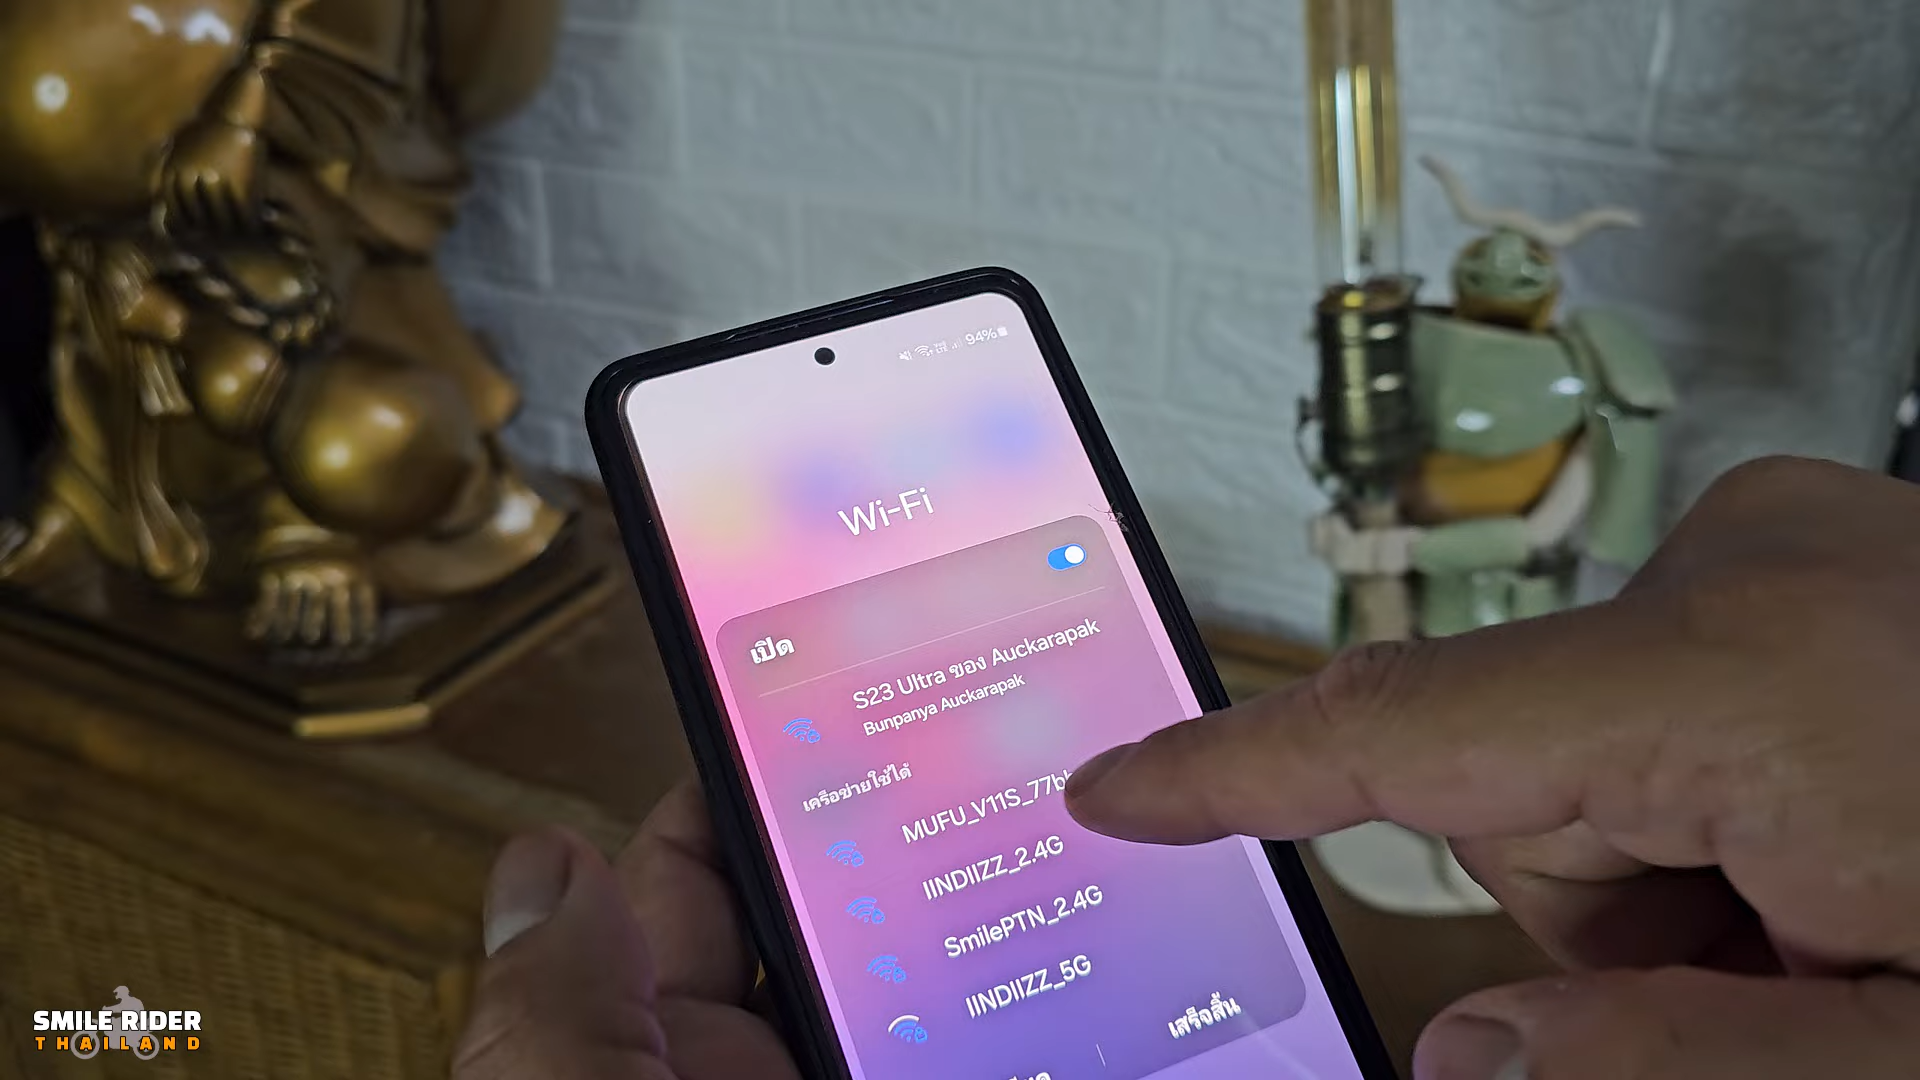 94%
Wi-Fi
เปิด
S23 Ultra ของ Auckarapak
Bunpanya Auckarapak
เครือข่ายใช้ได้
MUFU_V11S_77b
IINDIIZZ_2.4G
SmilePTN_2.4G
IINDIIZZ_5G
เสร็จสิ้น
SMILE RIDER
THAILAND